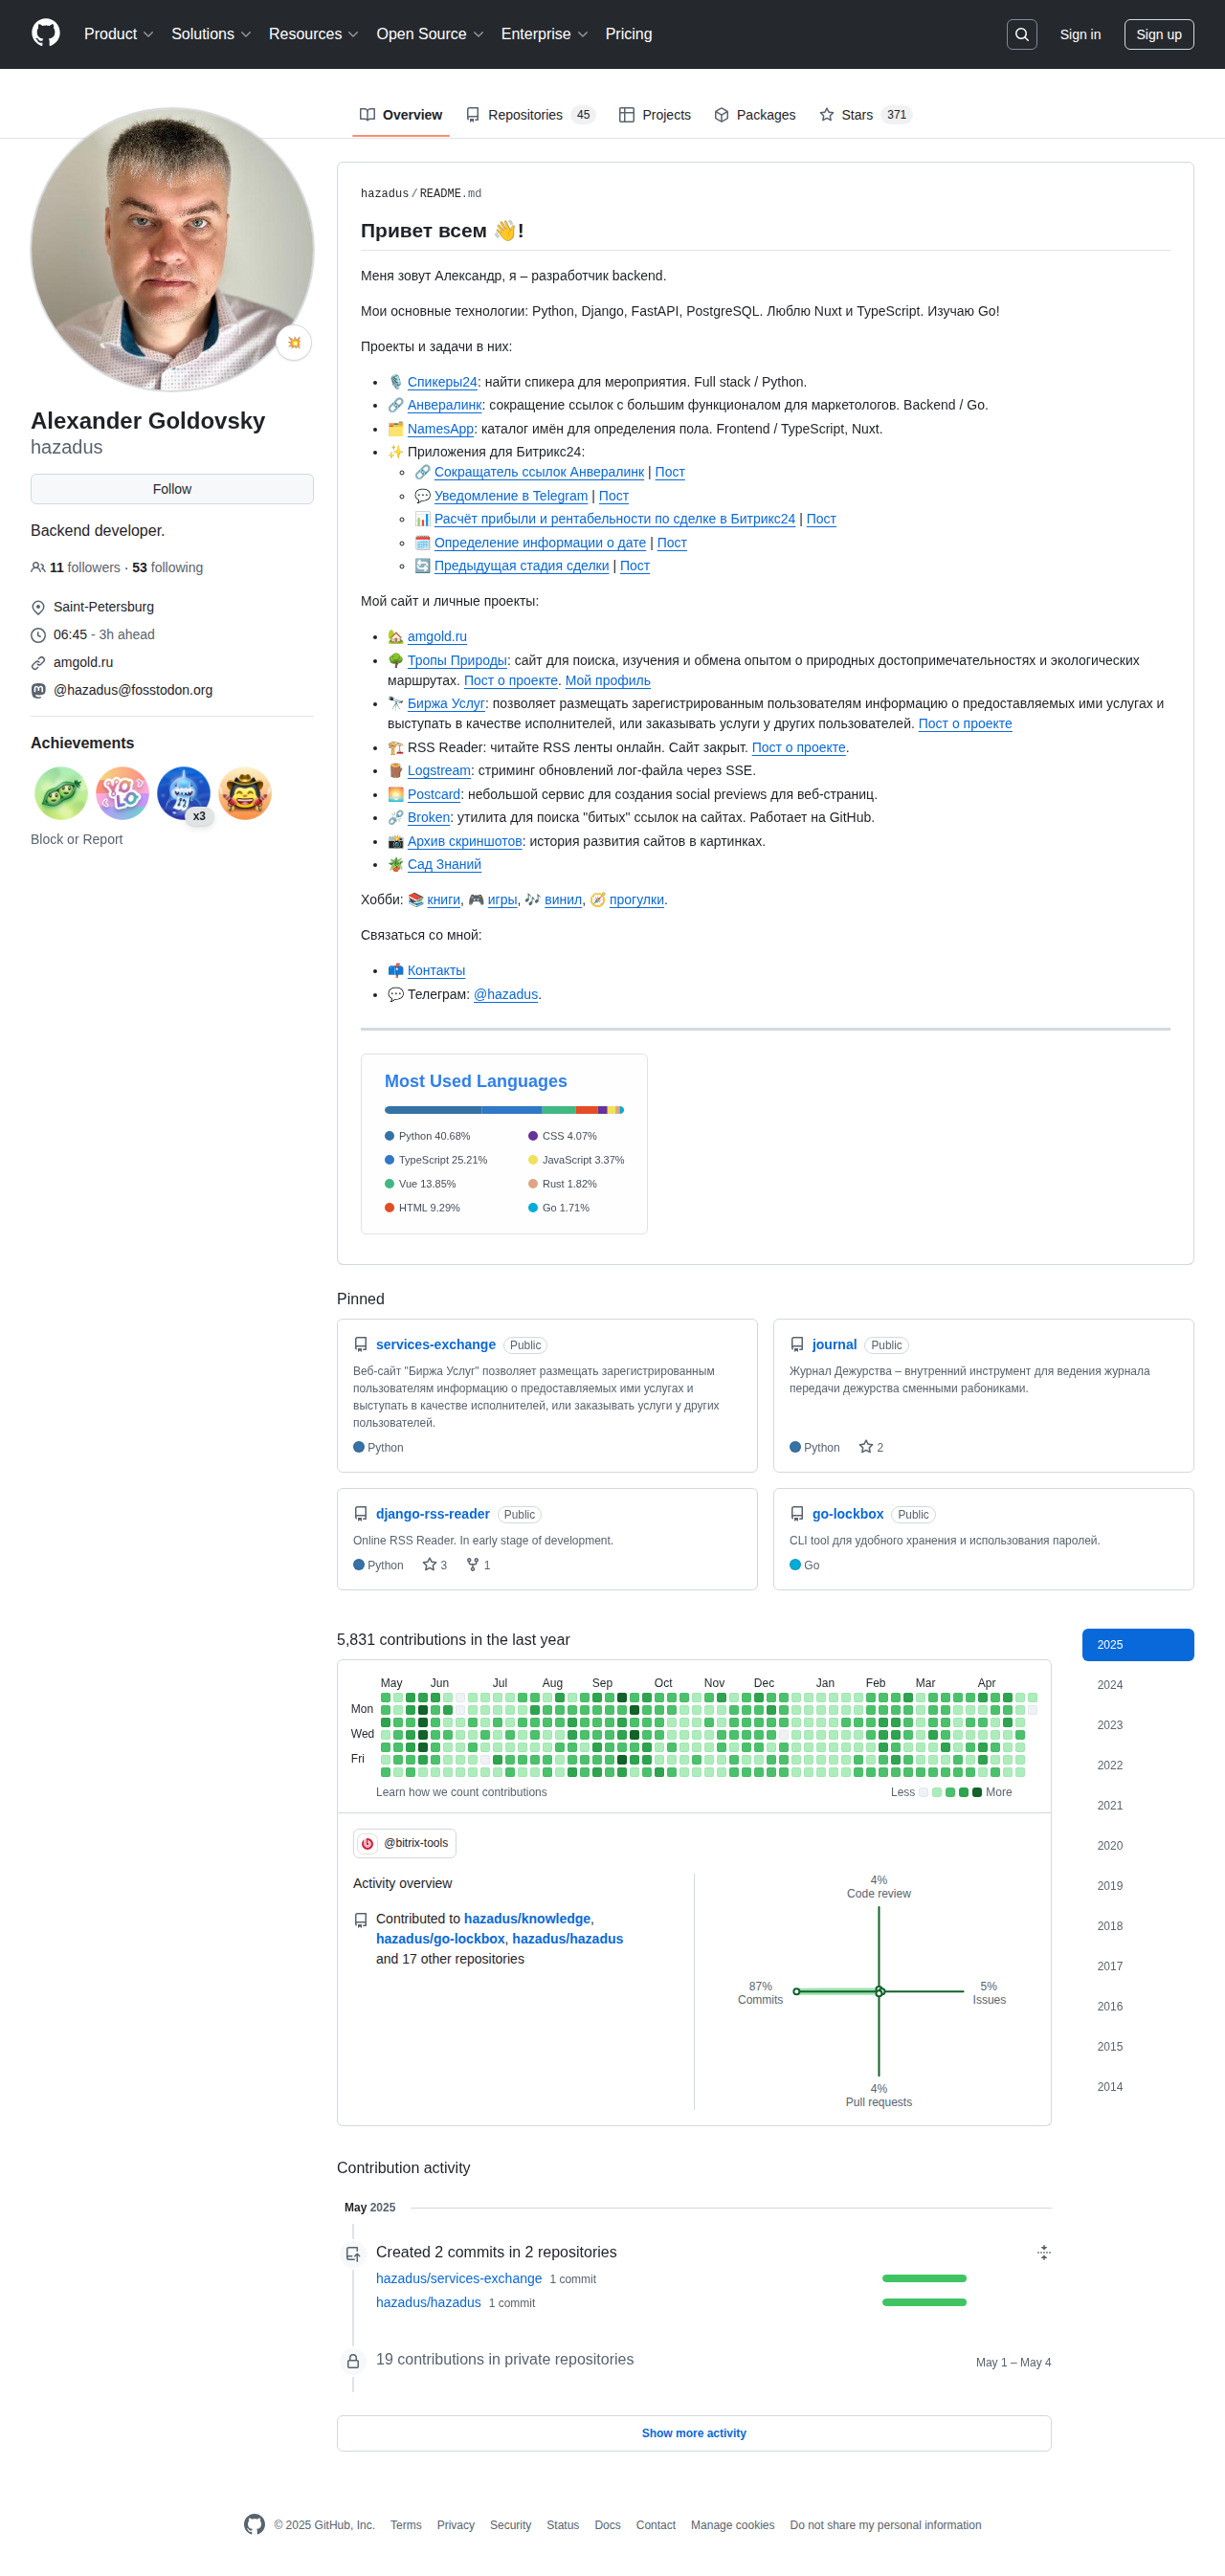 Product Solutions Resources Open Source Enterprise Pricing Sign in Sign up
Overview Repositories 45 Projects Packages Stars 371
Alexander Goldovsky
hazadus
Follow
Backend developer.
11 followers · 53 following
Saint-Petersburg
06:45 - 3h ahead
amgold.ru
@hazadus@fosstodon.org
Achievements
YOLO
x3
Block or Report
hazadus/README.md
Привет всем 👋!
Меня зовут Александр, я – разработчик backend.
Мои основные технологии: Python, Django, FastAPI, PostgreSQL. Люблю Nuxt и TypeScript. Изучаю Go!
Проекты и задачи в них:
🎙️ Спикеры24: найти спикера для мероприятия. Full stack / Python.
🔗 Анвералинк: сокращение ссылок с большим функционалом для маркетологов. Backend / Go.
🗂️ NamesApp: каталог имён для определения пола. Frontend / TypeScript, Nuxt.
✨ Приложения для Битрикс24:
🔗 Сокращатель ссылок Анвералинк | Пост
💬 Уведомление в Telegram | Пост
📊 Расчёт прибыли и рентабельности по сделке в Битрикс24 | Пост
🗓️ Определение информации о дате | Пост
🔄 Предыдущая стадия сделки | Пост
Мой сайт и личные проекты:
🏡 amgold.ru
🌳 Тропы Природы: сайт для поиска, изучения и обмена опытом о природных достопримечательностях и экологических
маршрутах. Пост о проекте. Мой профиль
🔭 Биржа Услуг: позволяет размещать зарегистрированным пользователям информацию о предоставляемых ими услугах и
выступать в качестве исполнителей, или заказывать услуги у других пользователей. Пост о проекте
🏗️ RSS Reader: читайте RSS ленты онлайн. Сайт закрыт. Пост о проекте.
🪵 Logstream: стриминг обновлений лог-файла через SSE.
🌅 Postcard: небольшой сервис для создания social previews для веб-страниц.
⛓️‍💥 Broken: утилита для поиска "битых" ссылок на сайтах. Работает на GitHub.
📸 Архив скриншотов: история развития сайтов в картинках.
🪴 Сад Знаний
Хобби: 📚 книги, 🎮 игры, 🎶 винил, 🧭 прогулки.
Связаться со мной:
📫 Контакты
💬 Телеграм: @hazadus.
Most Used Languages
Python 40.68% CSS 4.07%
TypeScript 25.21% JavaScript 3.37%
Vue 13.85% Rust 1.82%
HTML 9.29% Go 1.71%
Pinned
services-exchange Public
Веб-сайт "Биржа Услуг" позволяет размещать зарегистрированным
пользователям информацию о предоставляемых ими услугах и
выступать в качестве исполнителей, или заказывать услуги у других
пользователей.
Python
journal Public
Журнал Дежурства – внутренний инструмент для ведения журнала
передачи дежурства сменными рабониками.
Python 2
django-rss-reader Public
Online RSS Reader. In early stage of development.
Python 3 1
go-lockbox Public
CLI tool для удобного хранения и использования паролей.
Go
5,831 contributions in the last year
May Jun Jul Aug Sep Oct Nov Dec Jan Feb Mar Apr
Mon
Wed
Fri
Learn how we count contributions Less More
@bitrix-tools
Activity overview
Contributed to hazadus/knowledge,
hazadus/go-lockbox, hazadus/hazadus
and 17 other repositories
4%
Code review
87%
Commits
5%
Issues
4%
Pull requests
2025
2024
2023
2022
2021
2020
2019
2018
2017
2016
2015
2014
Contribution activity
May 2025
Created 2 commits in 2 repositories
hazadus/services-exchange 1 commit
hazadus/hazadus 1 commit
19 contributions in private repositories May 1 – May 4
Show more activity
© 2025 GitHub, Inc. Terms Privacy Security Status Docs Contact Manage cookies Do not share my personal information